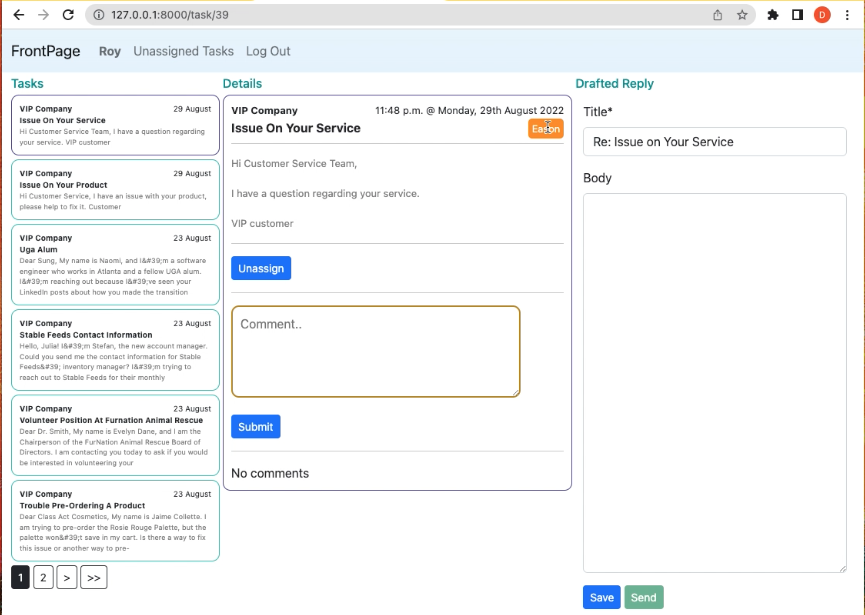 127.0.0.1:8000/task/39
D
FrontPage Roy Unassigned Tasks Log Out
Tasks
VIP Company 29 August
Issue On Your Service
Hi Customer Service Team, I have a question regarding
your service. VIP customer
VIP Company 29 August
Issue On Your Product
Hi Customer Service, I have an issue with your product,
please help to fix it. Customer
VIP Company 23 August
Uga Alum
Dear Sung, My name is Naomi, and I&#39;m a software
engineer who works in Atlanta and a fellow UGA alum.
I&#39;m reaching out because I&#39;ve seen your
LinkedIn posts about how you made the transition
VIP Company 23 August
Stable Feeds Contact Information
Hello, Julia! I&#39;m Stefan, the new account manager.
Could you send me the contact information for Stable
Feeds&#39; inventory manager? I&#39;m trying to
reach out to Stable Feeds for their monthly
VIP Company 23 August
Volunteer Position At Furnation Animal Rescue
Dear Dr. Smith, My name is Evelyn Dane, and I am the
Chairperson of the FurNation Animal Rescue Board of
Directors. I am contacting you today to ask if you would
be interested in volunteering your
VIP Company 23 August
Trouble Pre-Ordering A Product
Dear Class Act Cosmetics, My name is Jaime Collette. I
am trying to pre-order the Rosie Rouge Palette, but the
palette won&#39;t save in my cart. Is there a way to fix
this issue or another way to pre-
1 2 > >>
Details
VIP Company 11:48 p.m. @ Monday, 29th August 2022
Issue On Your Service
Hi Customer Service Team,
I have a question regarding your service.
VIP customer
Unassign
Comment..
Submit
No comments
Drafted Reply
Title*
Re: Issue on Your Service
Body
Save Send